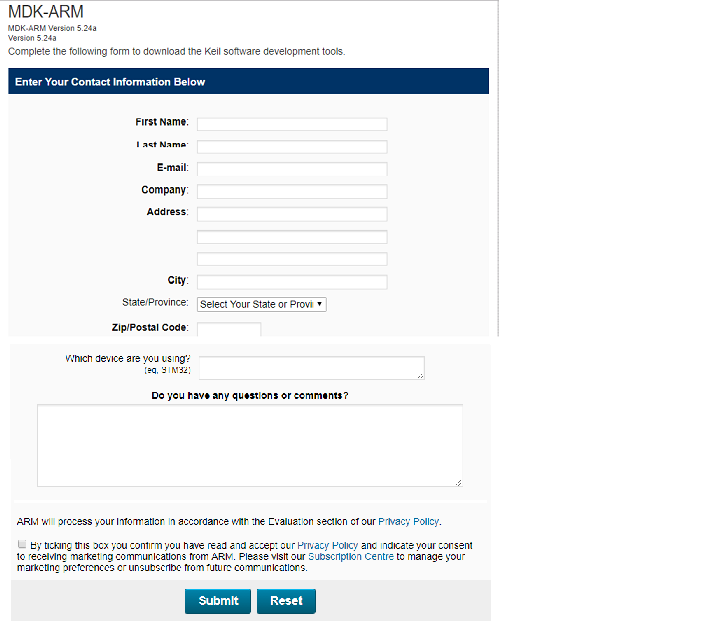 MDK-ARM
MDK-ARM Version 5.24a
Version 5.24a
Complete the following form to download the Keil software development tools.
Enter Your Contact Information Below
First Name:
Last Name:
E-mail:
Company:
Address:
City:
State/Province: Select Your State or Provi
Zip/Postal Code:
Which device are you using?
(eg, STM32)
Do you have any questions or comments?
ARM will process your information in accordance with the Evaluation section of our Privacy Policy.
By ticking this box you confirm you have read and accept our Privacy Policy and indicate your consent
to receiving marketing communications from ARM. Please visit our Subscription Centre to manage your
marketing preferences or unsubscribe from future communications.
Submit Reset